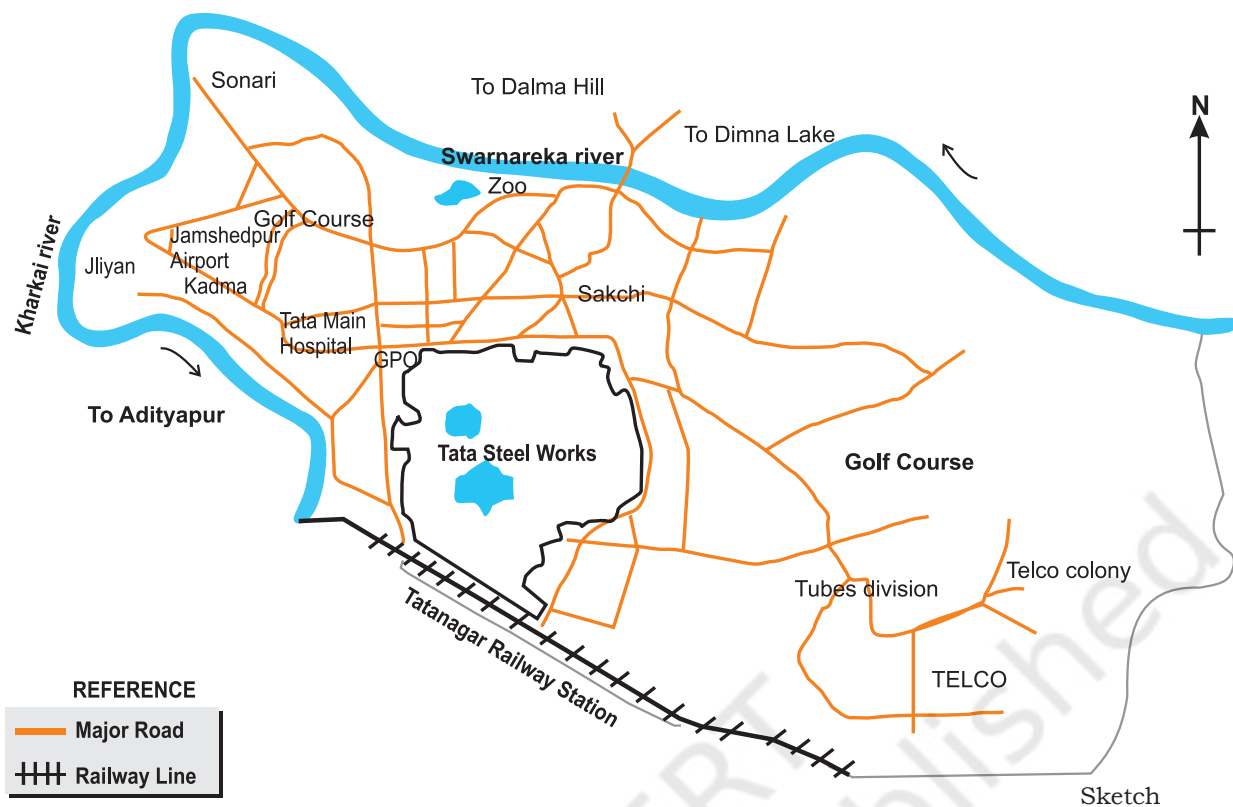 Sonari
To Dalma Hill
N
To Dimna Lake
Swarnareka river
Zoo
Golf Course
Jamshedpur
Airport
Kadma
Jliyan
Kharkai river
Sakchi
Tata Main
Hospital
GPO
To Adityapur
Tata Steel Works
Golf Course
Telco colony
Tubes division
TELCO
Tatanagar Railway Station
REFERENCE
Major Road
Railway Line
Sketch